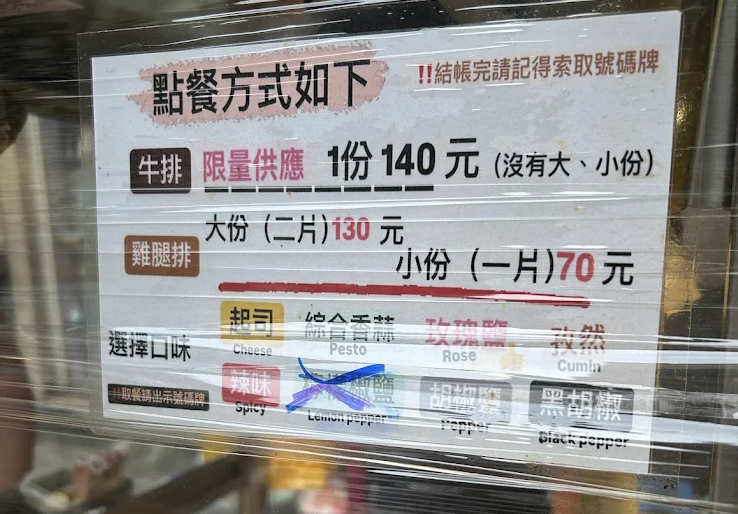 點餐方式如下
!!結帳完請記得索取號碼牌
牛排 限量供應 1份 140 元 (沒有大、小份)
雞腿排 大份 (二片) 130 元
小份 (一片) 70 元
選擇口味
起司 綜合香蒜 玫瑰鹽 孜然
Cheese Pesto Rose Cumin
辣味 椒鹽 胡椒鹽 黑胡椒
Spicy Lemon pepper Pepper Black pepper
!!取餐請出示號碼牌